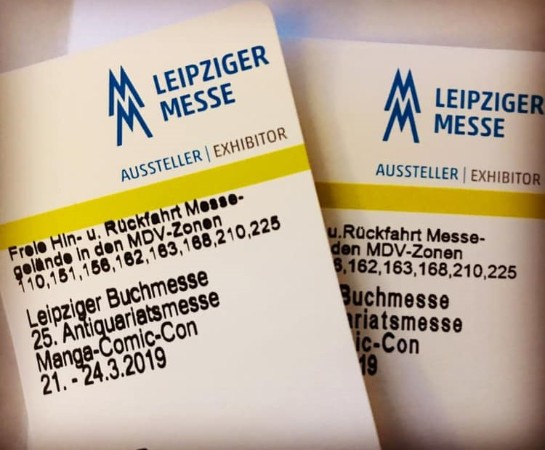 LEIPZIGER
MESSE
AUSSTELLER | EXHIBITOR
Freie Hin- u. Rückfahrt Messe-
gelände in den MDV-Zonen
110,151,156,162,163,168,210,225
Leipziger Buchmesse
25. Antiquariatsmesse
Manga-Comic-Con
21. - 24.3.2019
LEIPZIGER
MESSE
AUSSTELLER | EXHIBITOR
u.Rückfahrt Messe-
den MDV-Zonen
6,162,163,168,210,225
Buchmesse
riatsmesse
ic-Con
19